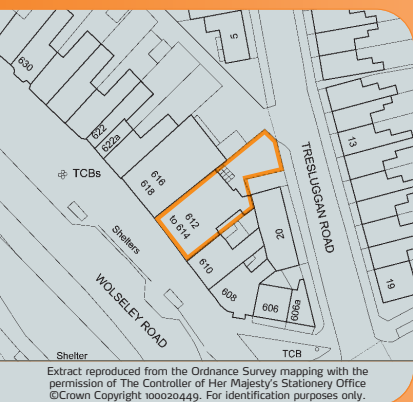 5
630
622
622a
TCBs
616
618
13
TRESLUGGAN ROAD
612
to 614
Shelters
20
610
19
WOLSELEY ROAD
608
606
606a
Shelter
TCB
Extract reproduced from the Ordnance Survey mapping with the
permission of The Controller of Her Majesty's Stationery Office
©Crown Copyright 100020449. For identification purposes only.